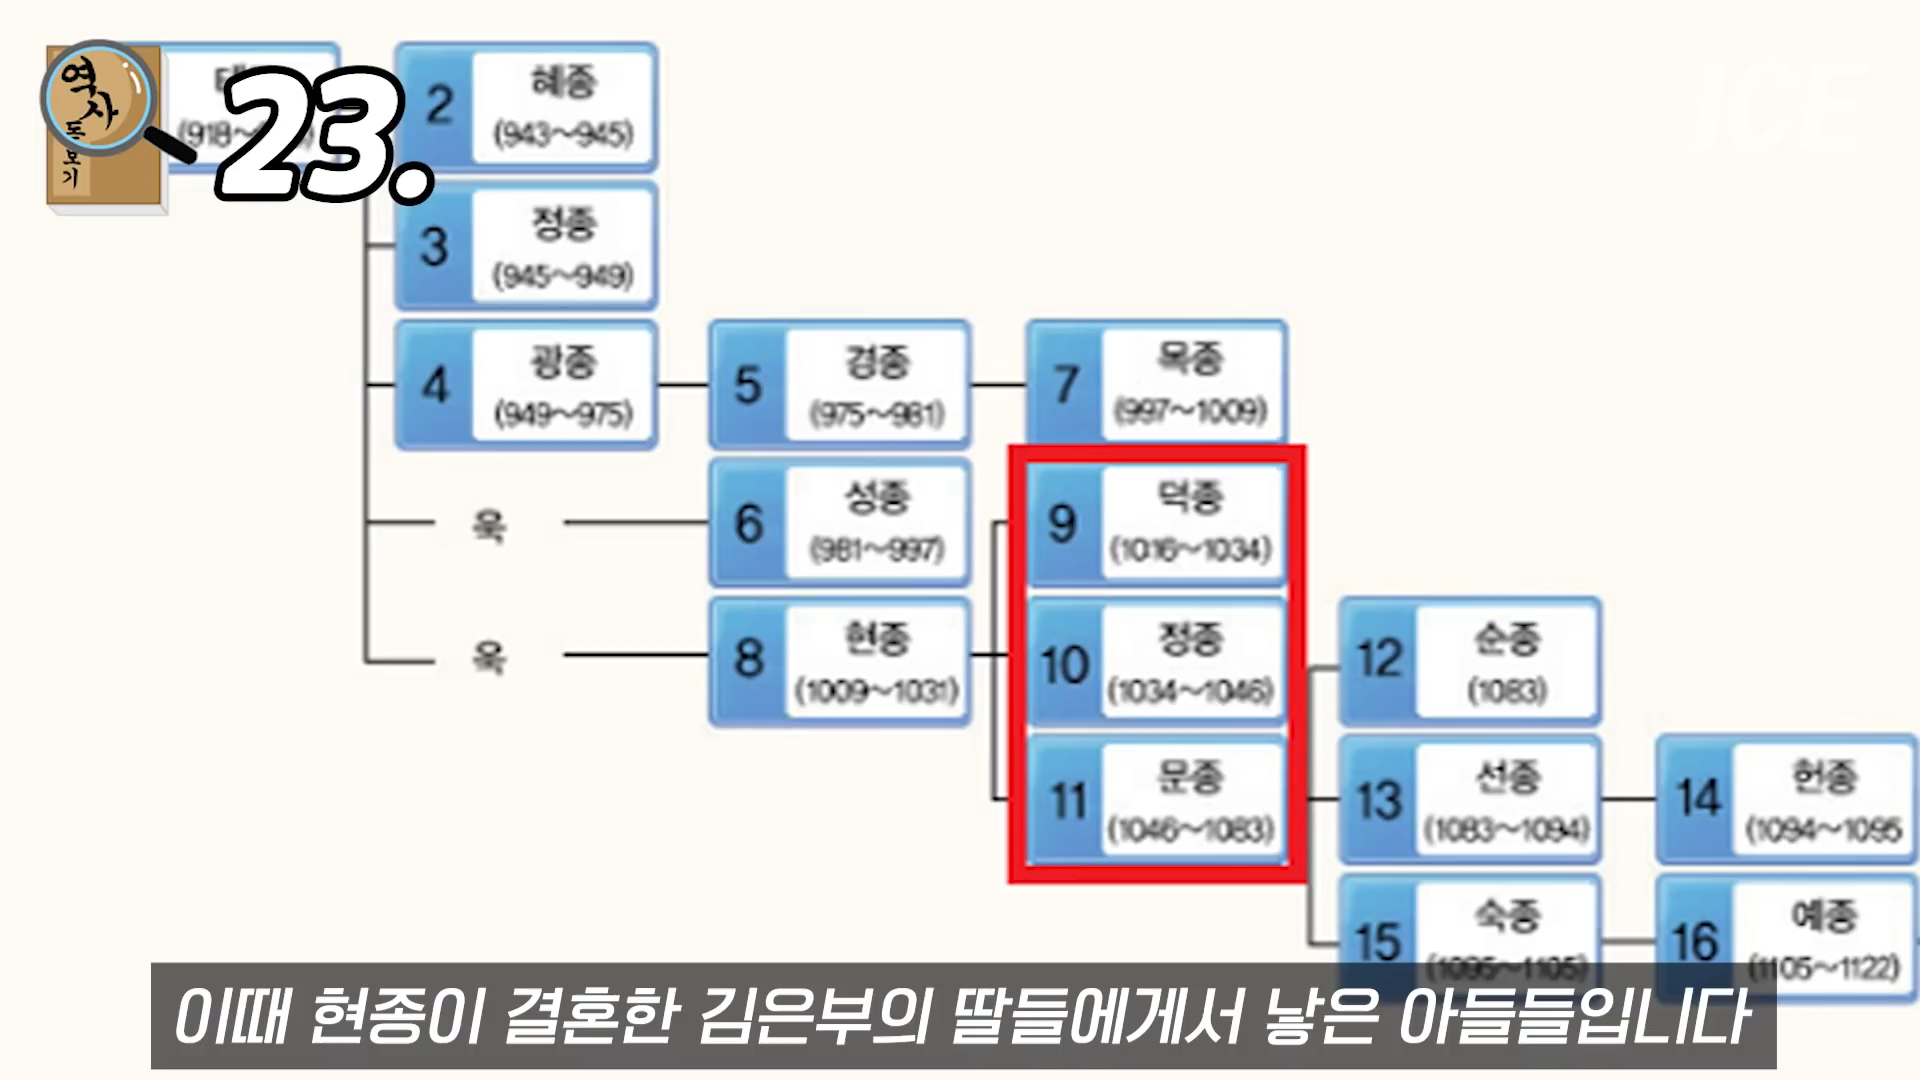 역사
돋보기
23.
ICE
2
혜종
(943~945)
3
정종
(945~949)
4
광종
(949~975)
5
경종
(975~981)
7
목종
(997~1009)
욱
6
성종
(981~997)
9
덕종
(1016~1034)
욱
8
현종
(1009~1031)
10
정종
(1034~1046)
12
순종
(1083)
11
문종
(1046~1083)
13
선종
(1083~1094)
14
헌종
(1094~1095
15
숙종
(1095~1105)
16
예종
(1105~1122)
이때 현종이 결혼한 김은부의 딸들에게서 낳은 아들들입니다